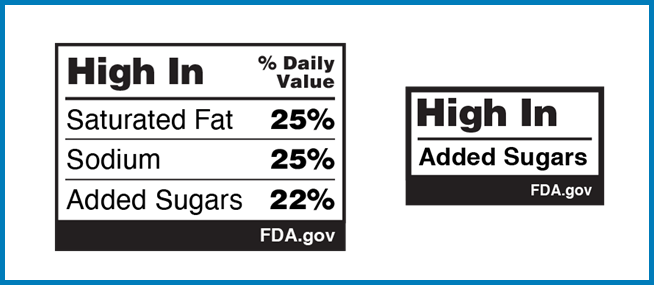 High In % Daily Value
Saturated Fat 25%
Sodium 25%
Added Sugars 22%
FDA.gov
High In
Added Sugars
FDA.gov